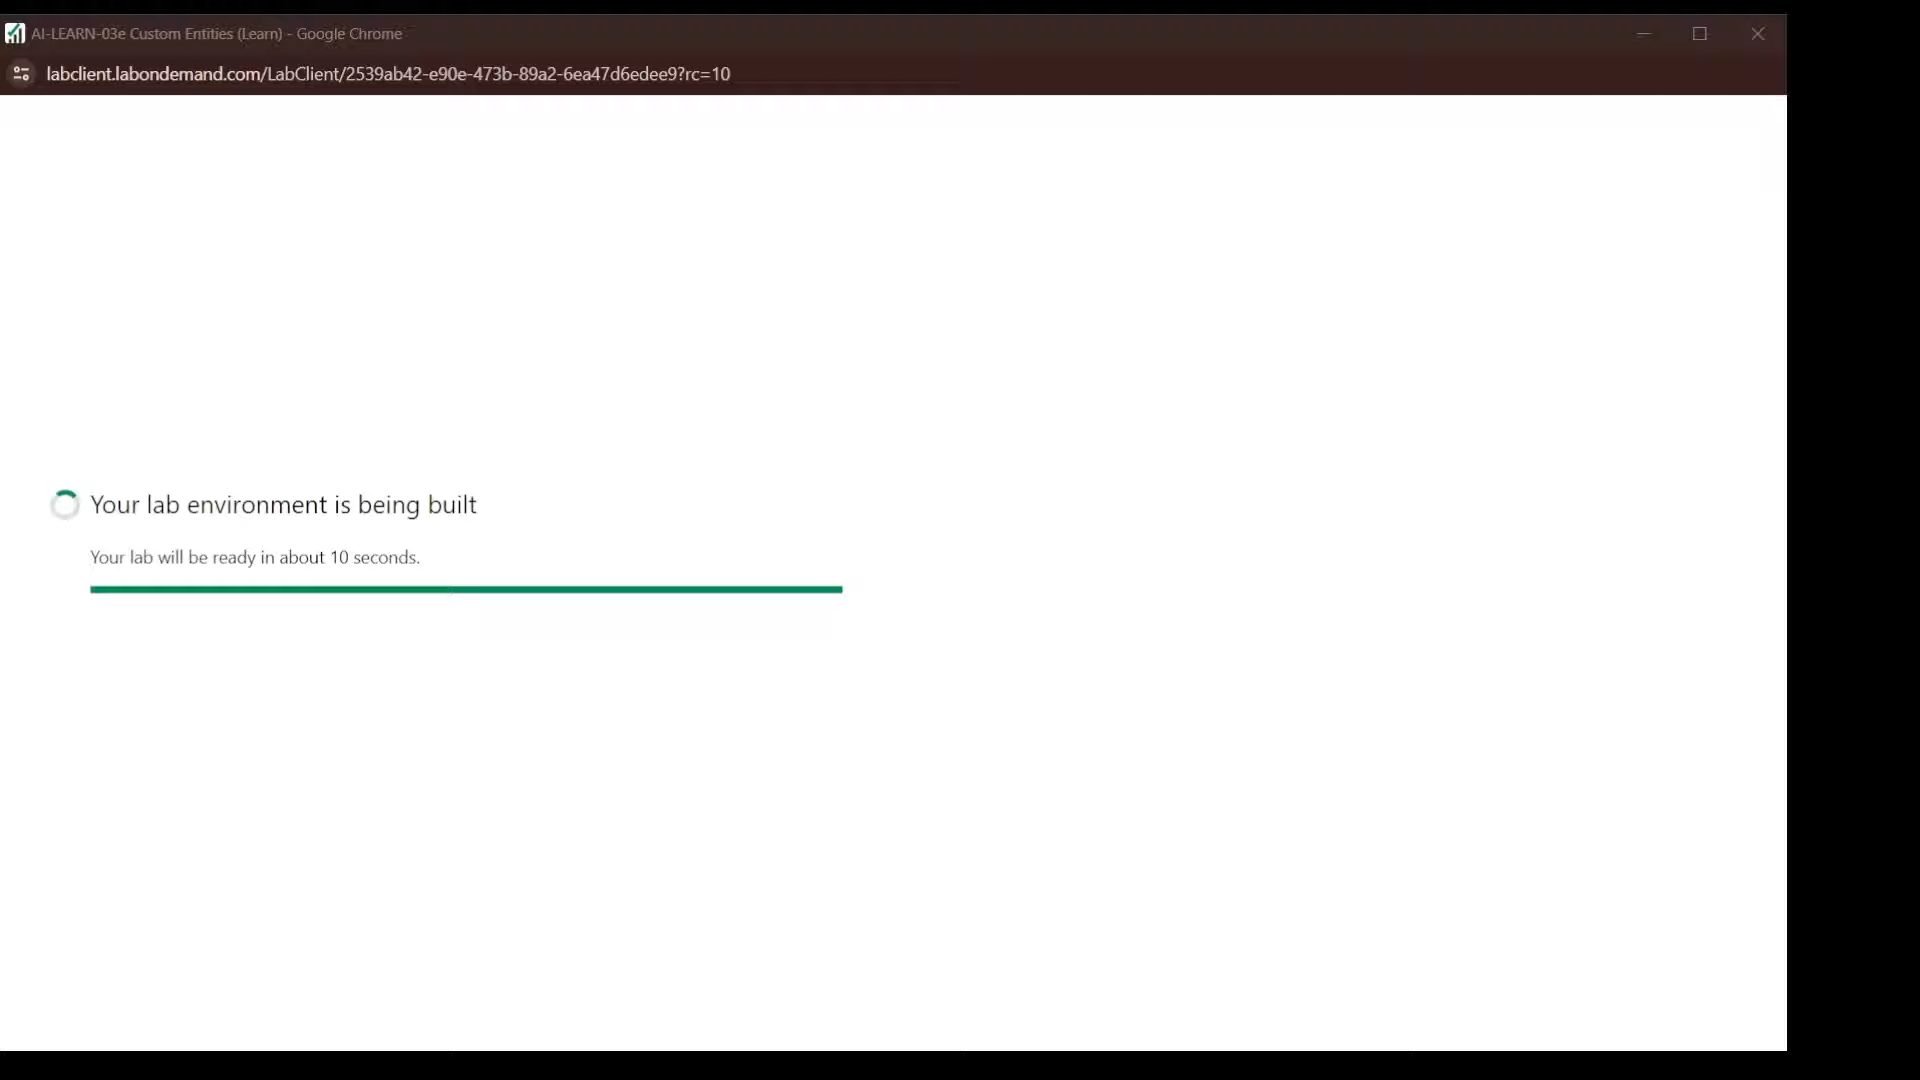 AI-LEARN-03e Custom Entities (Learn) - Google Chrome
labclient.labondemand.com/LabClient/2539ab42-e90e-473b-89a2-6ea47d6edee9?rc=10
Your lab environment is being built
Your lab will be ready in about 10 seconds.